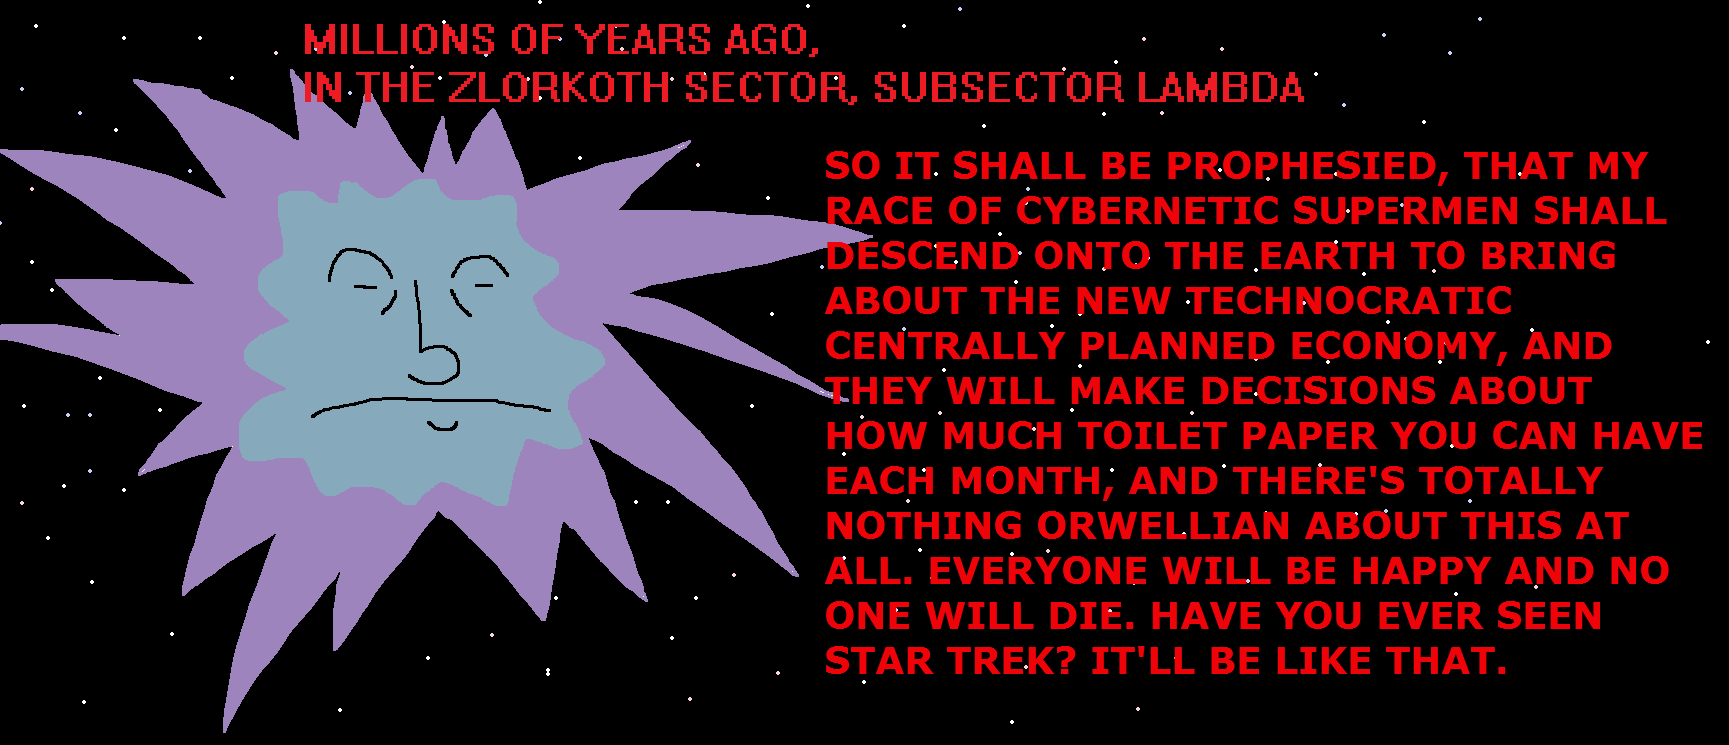 MILLIONS OF YEARS AGO,
IN THE ZLORKOTH SECTOR, SUBSECTOR LAMBDA
SO IT SHALL BE PROPHESIED, THAT MY
RACE OF CYBERNETIC SUPERMEN SHALL
DESCEND ONTO THE EARTH TO BRING
ABOUT THE NEW TECHNOCRATIC
CENTRALLY PLANNED ECONOMY, AND
THEY WILL MAKE DECISIONS ABOUT
HOW MUCH TOILET PAPER YOU CAN HAVE
EACH MONTH, AND THERE'S TOTALLY
NOTHING ORWELLIAN ABOUT THIS AT
ALL. EVERYONE WILL BE HAPPY AND NO
ONE WILL DIE. HAVE YOU EVER SEEN
STAR TREK? IT'LL BE LIKE THAT.